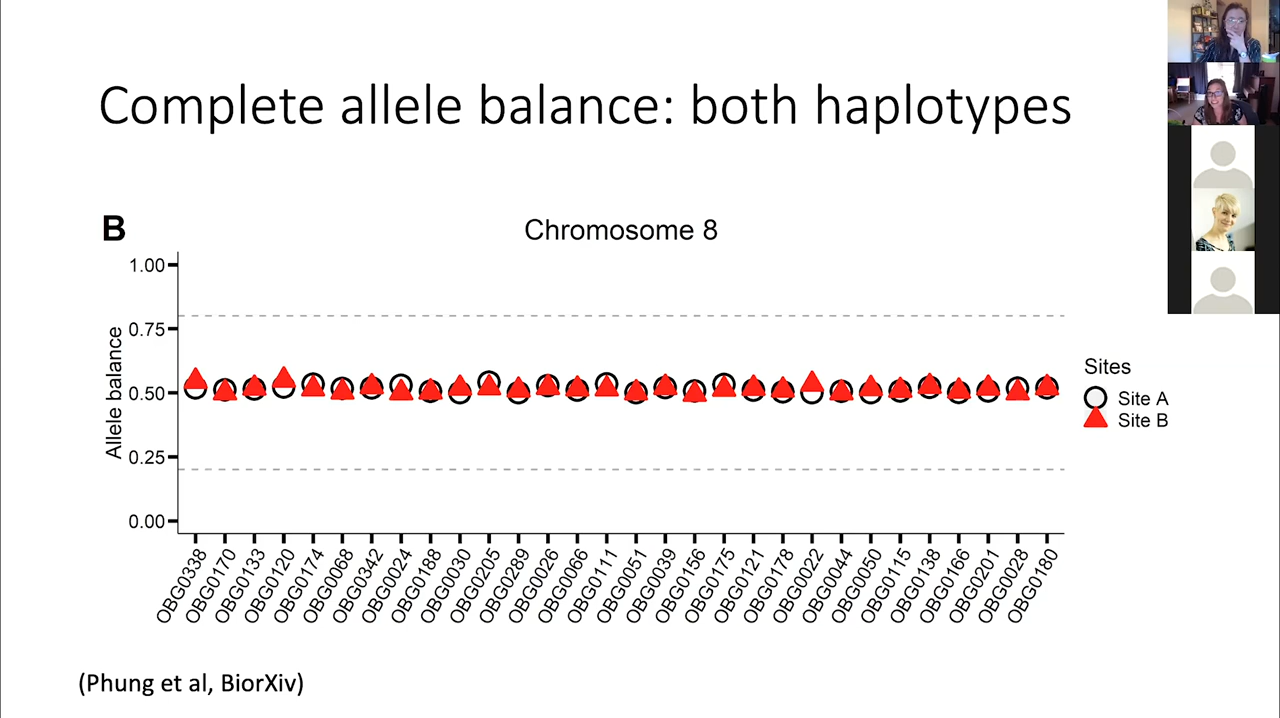 Complete allele balance: both haplotypes
B
Chromosome 8
1.00
0.75
0.50
0.25
0.00
Allele balance
Sites
Site A
Site B
OBG0338
OBG0170
OBG0133
OBG0120
OBG0174
OBG0068
OBG0342
OBG0024
OBG0188
OBG0030
OBG0205
OBG0289
OBG0026
OBG0066
OBG0111
OBG0051
OBG0039
OBG0156
OBG0175
OBG0121
OBG0178
OBG0022
OBG0044
OBG0050
OBG0115
OBG0138
OBG0166
OBG0201
OBG0028
OBG0180
(Phung et al, BiorXiv)